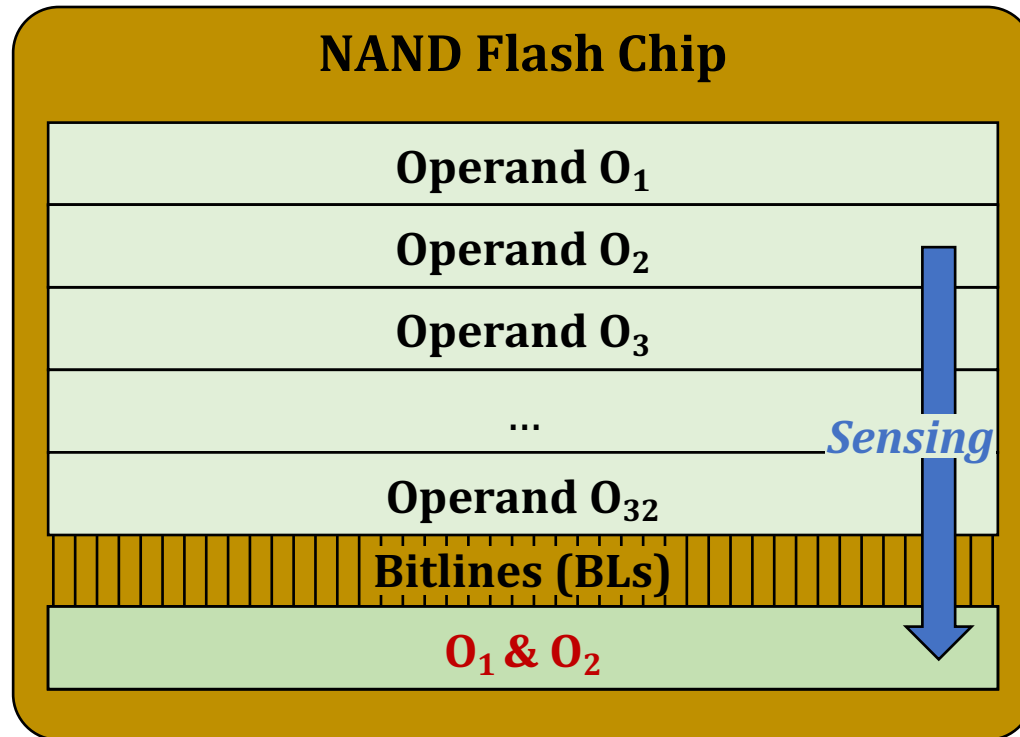 NAND Flash Chip
Operand O₁
Operand O₂
Operand O₃
...
Sensing
Operand O₃₂
Bitlines (BLs)
O₁ & O₂